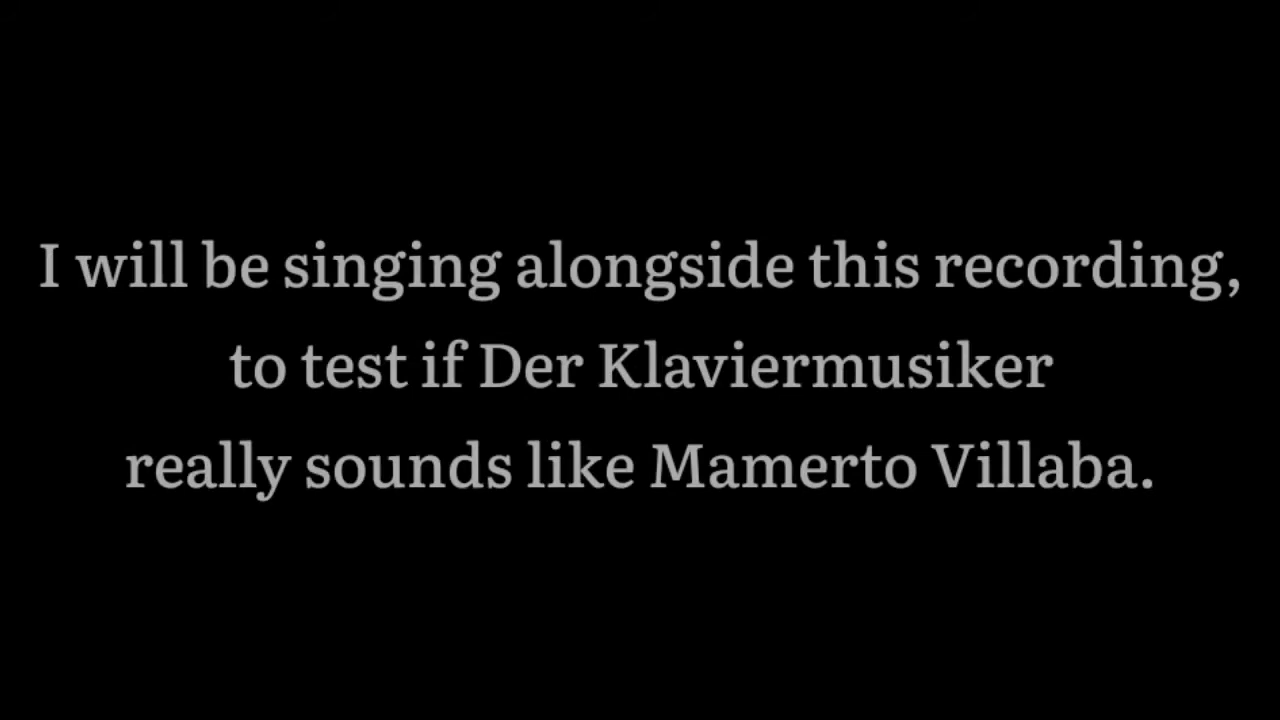 I will be singing alongside this recording,
to test if Der Klaviermusiker
really sounds like Mamerto Villaba.